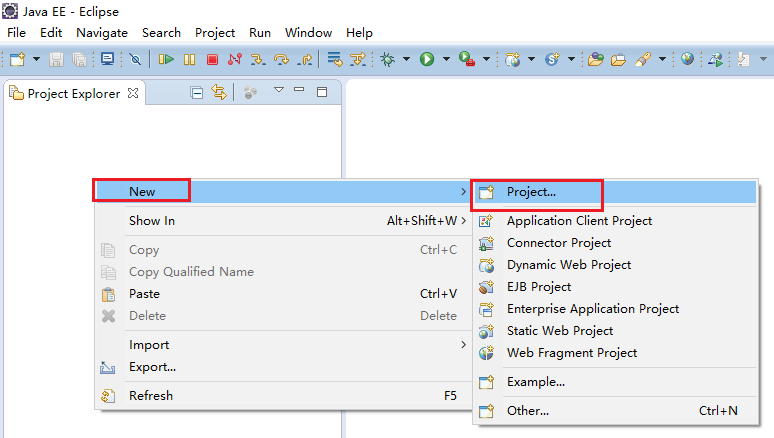 Java EE - Eclipse
File Edit Navigate Search Project Run Window Help
Project Explorer
New
Show In Alt+Shift+W
Copy Ctrl+C
Copy Qualified Name
Paste Ctrl+V
Delete Delete
Import
Export...
Refresh F5
Project...
Application Client Project
Connector Project
Dynamic Web Project
EJB Project
Enterprise Application Project
Static Web Project
Web Fragment Project
Example...
Other... Ctrl+N